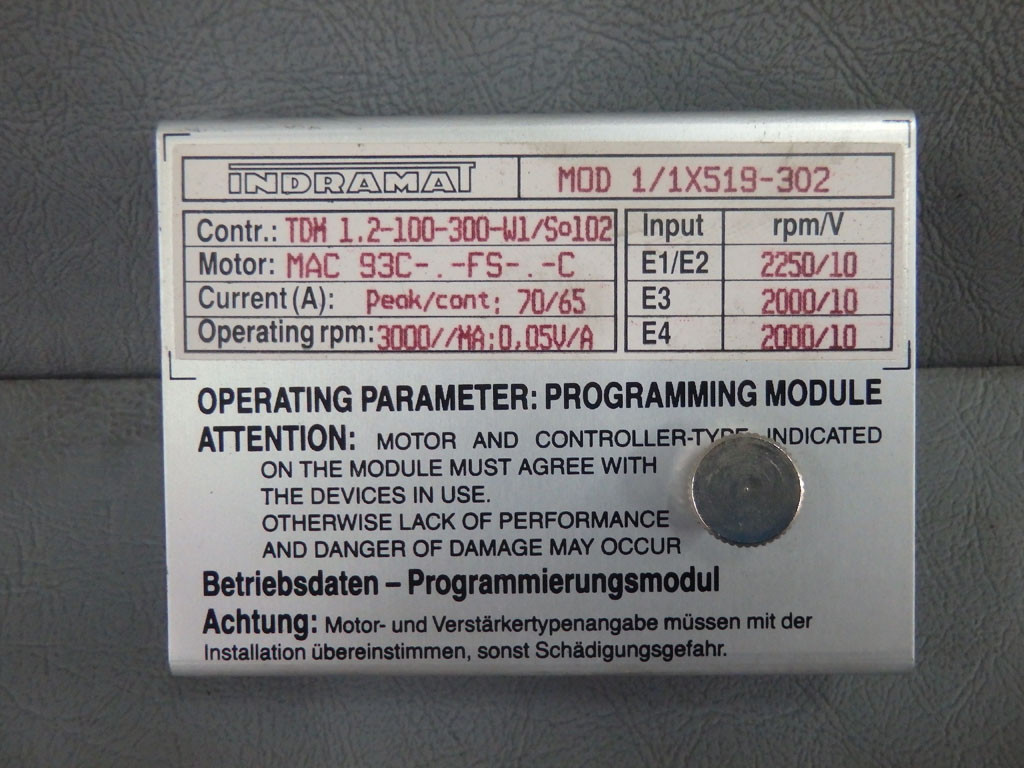 INDRAMAT MOD 1/1X519-302
Contr.: TDM 1.2-100-300-W1/S102
Motor: MAC 93C-.-FS-.-C
Current (A): Peak/cont: 70/65
Operating rpm: 3000//MA:0,05V/A
Input rpm/V
E1/E2 2250/10
E3 2000/10
E4 2000/10
OPERATING PARAMETER: PROGRAMMING MODULE
ATTENTION: MOTOR AND CONTROLLER-TYPE INDICATED
ON THE MODULE MUST AGREE WITH
THE DEVICES IN USE.
OTHERWISE LACK OF PERFORMANCE
AND DANGER OF DAMAGE MAY OCCUR
Betriebsdaten – Programmierungsmodul
Achtung: Motor- und Verstärkertypenangabe müssen mit der
Installation übereinstimmen, sonst Schädigungsgefahr.